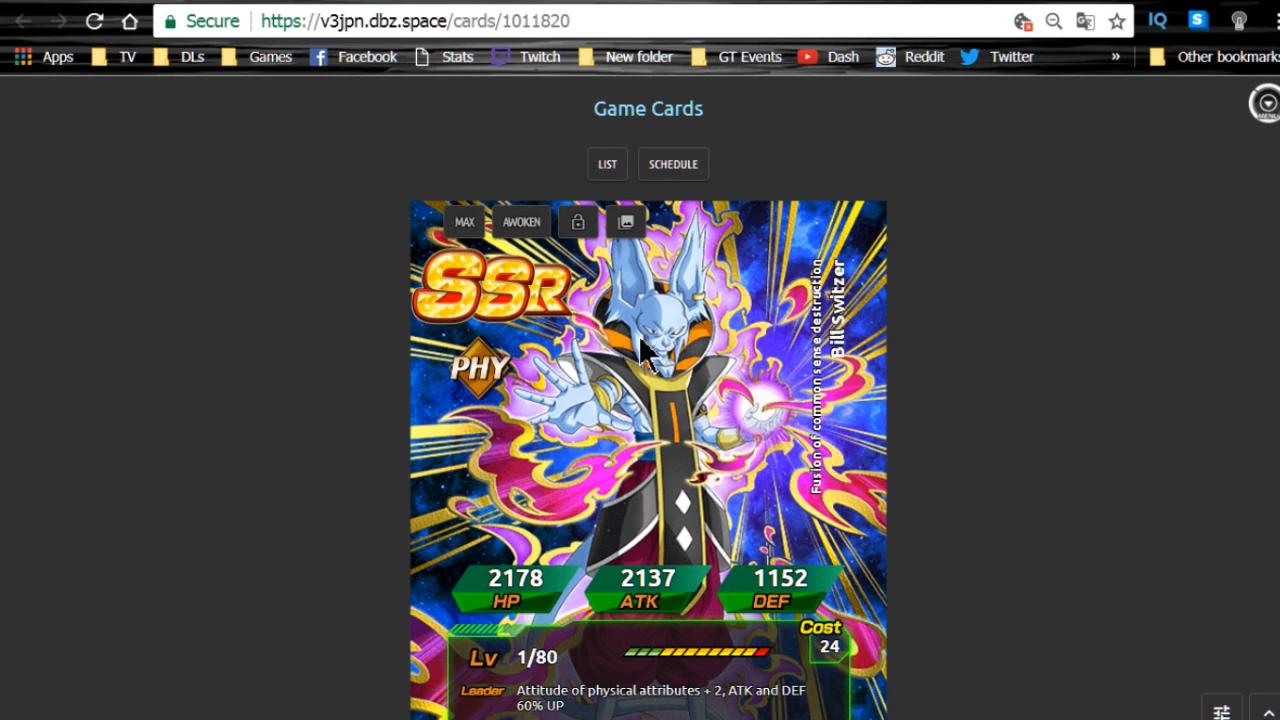 Secure https://v3jpn.dbz.space/cards/1011820
IQ S
Apps TV DLs Games Facebook Stats Twitch New folder GT Events Dash Reddit Twitter » Other bookmarks
Game Cards
MENU
LIST SCHEDULE
MAX AWOKEN
SSR
PHY
Fusion of common sense destruction
Bill Switzer
2178 2137 1152
HP ATK DEF
Cost
24
Lv 1/80
Leader Attitude of physical attributes + 2, ATK and DEF
60% UP